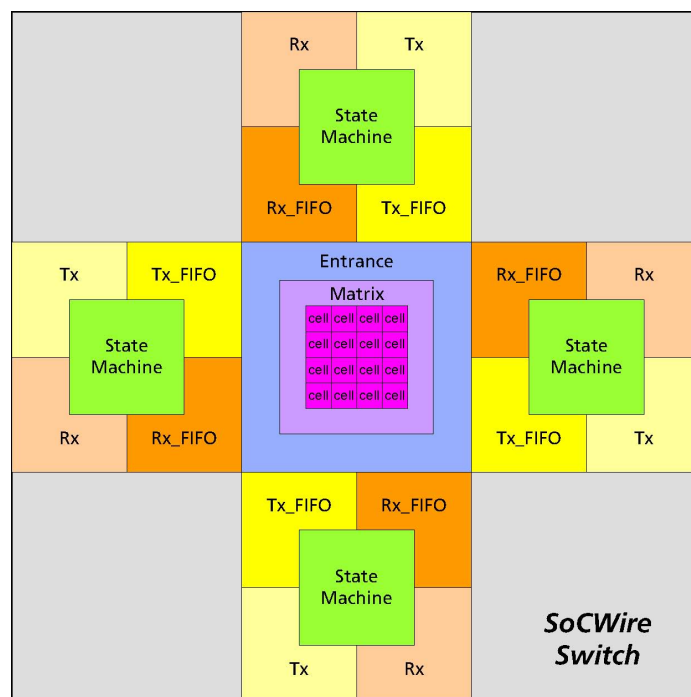 Rx Tx
State
Machine
Rx_FIFO Tx_FIFO
Tx Tx_FIFO Entrance Rx_FIFO Rx
Matrix
cell cell cell cell
State
Machine
cell cell cell cell
State
Machine
cell cell cell cell
cell cell cell cell
Rx Rx_FIFO Tx_FIFO Tx
Tx_FIFO Rx_FIFO
State
Machine
Tx Rx
SoCWire
Switch